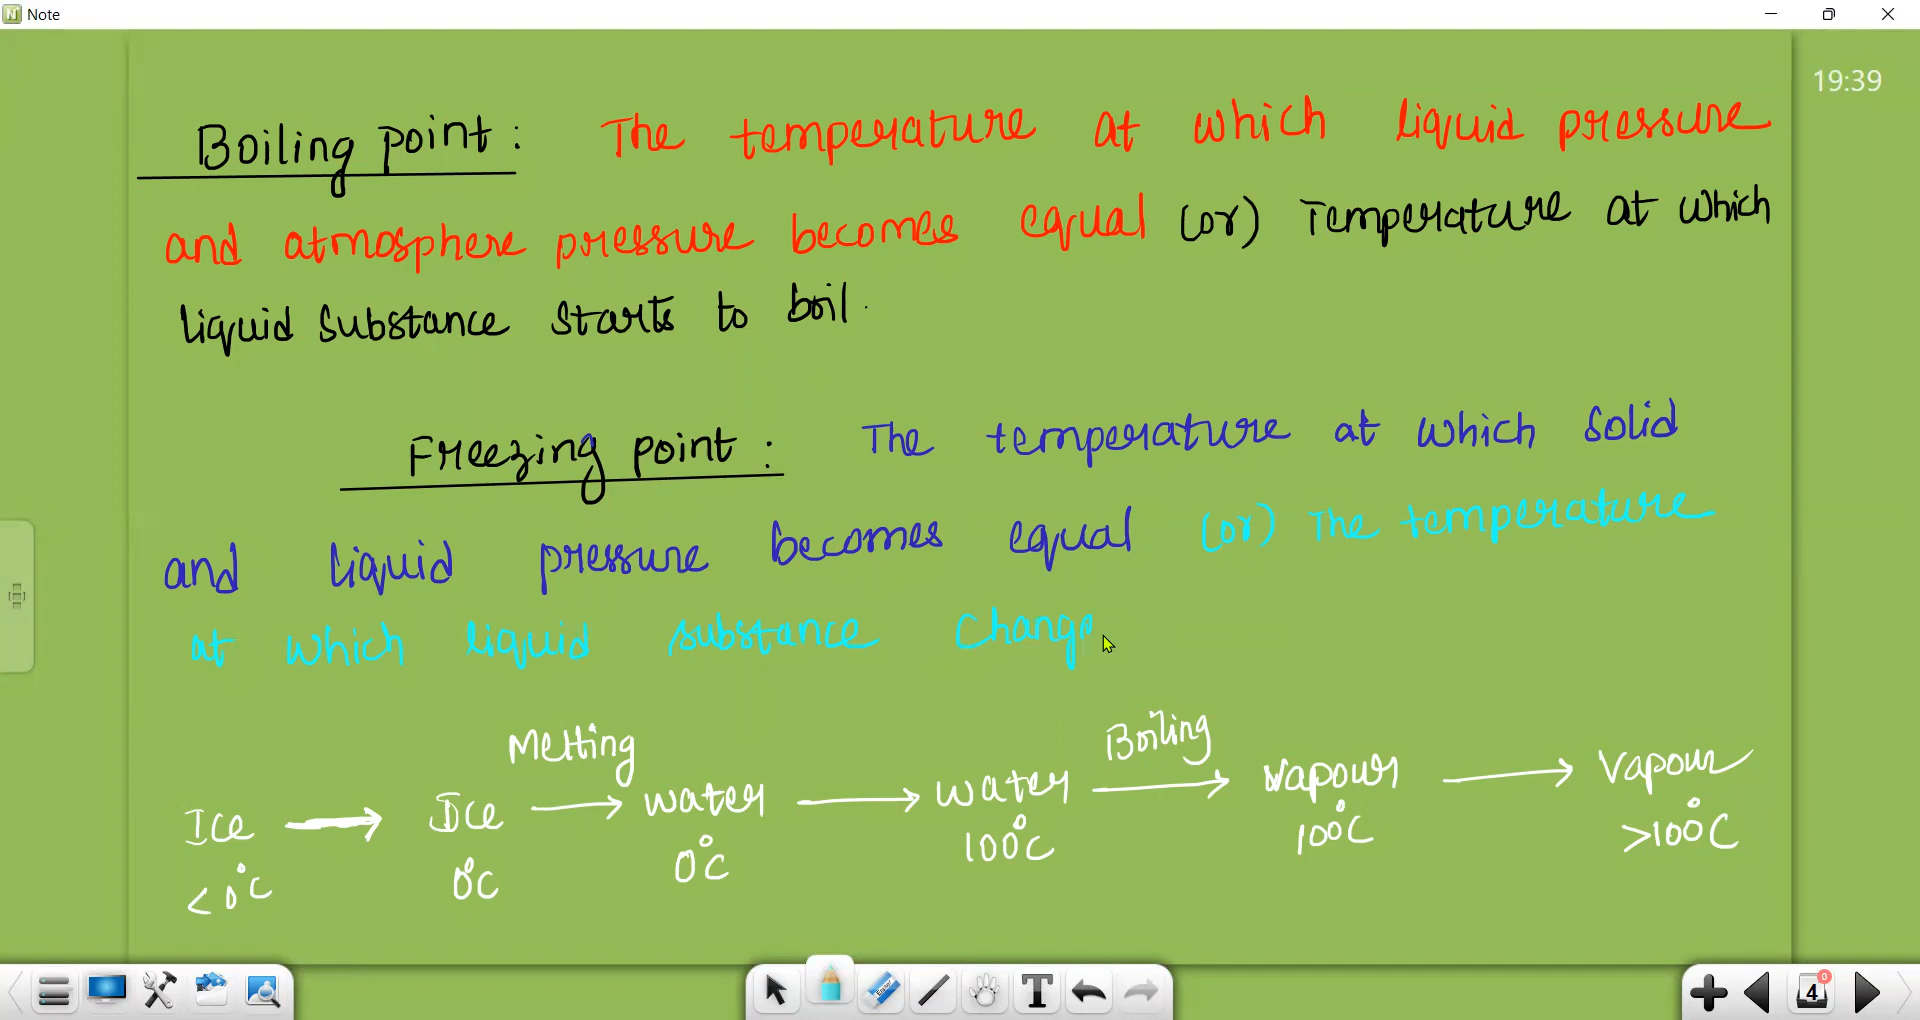 Note
19:39
Boiling point : The temperature at which liquid pressure
and atmosphere pressure becomes equal (or) Temperature at which
liquid substance starts to boil.
Freezing point : The temperature at which solid
and liquid pressure becomes equal (or) The temperature
at which liquid substance change
Melting Boiling
Ice → Ice → water → water → vapour → vapour
<0°C 0°C 0°C 100°C 100°C >100°C
Eraser T 4 0